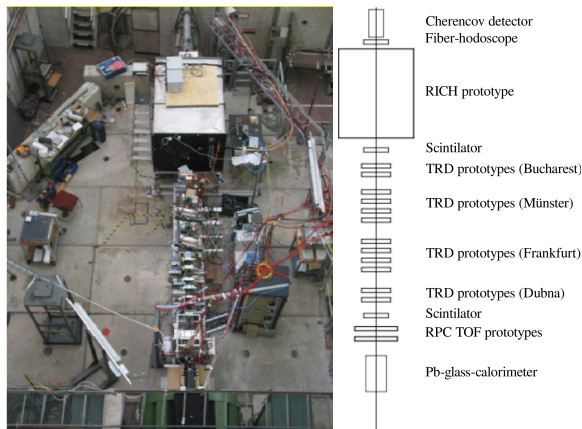 Cherencov detector
Fiber-hodoscope
RICH prototype
Scintilator
TRD prototypes (Bucharest)
TRD prototypes (Münster)
TRD prototypes (Frankfurt)
TRD prototypes (Dubna)
Scintilator
RPC TOF prototypes
Pb-glass-calorimeter